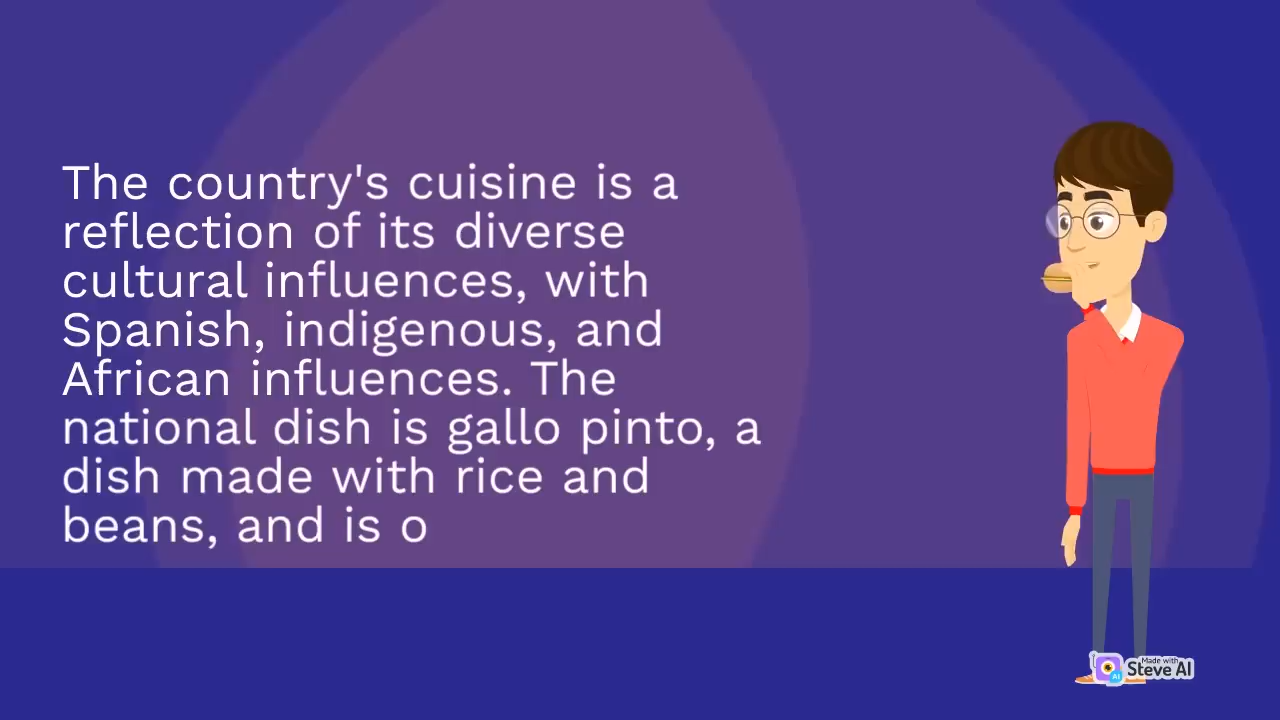 The country's cuisine is a
reflection of its diverse
cultural influences, with
Spanish, indigenous, and
African influences. The
national dish is gallo pinto, a
dish made with rice and
beans, and is o
Made with
Steve AI
AI